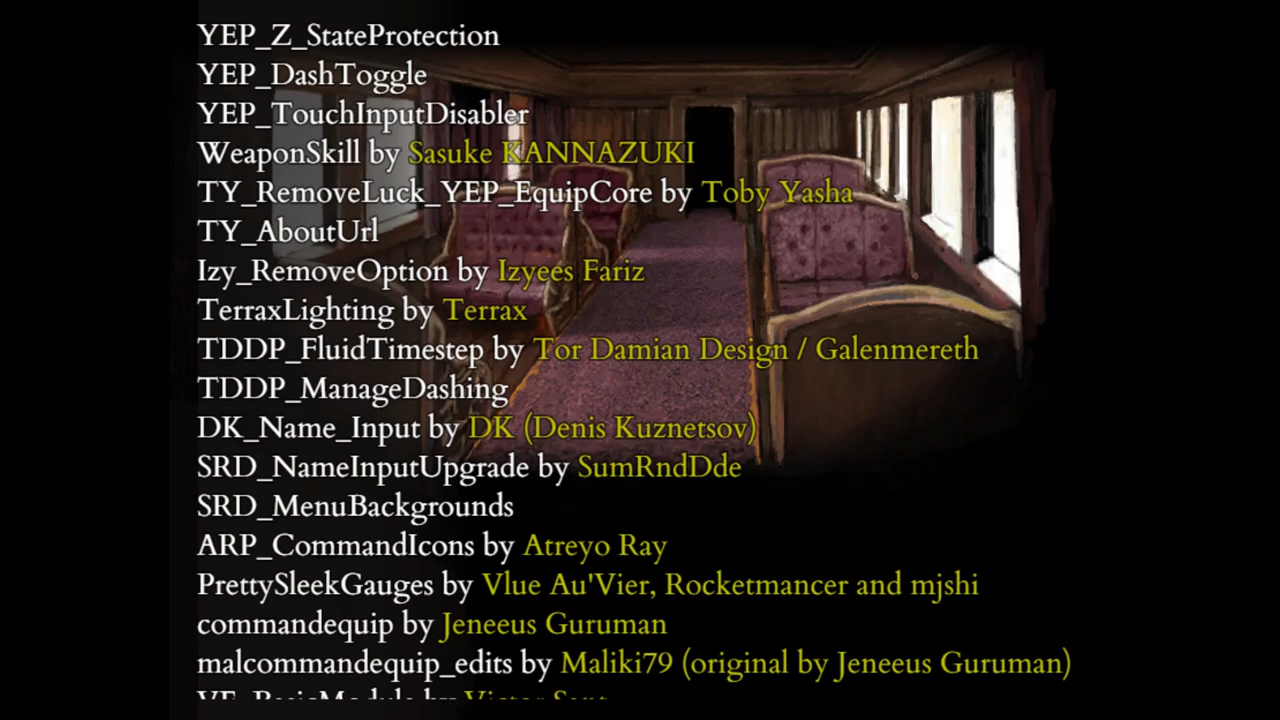 YEP_Z_StateProtection
YEP_DashToggle
YEP_TouchInputDisabler
WeaponSkill by Sasuke KANNAZUKI
TY_RemoveLuck_YEP_EquipCore by Toby Yasha
TY_AboutUrl
Izy_RemoveOption by Izyees Fariz
TerraxLighting by Terrax
TDDP_FluidTimestep by Tor Damian Design / Galenmereth
TDDP_ManageDashing
DK_Name_Input by DK (Denis Kuznetsov)
SRD_NameInputUpgrade by SumRndDde
SRD_MenuBackgrounds
ARP_CommandIcons by Atreyo Ray
PrettySleekGauges by Vlue Au'Vier, Rocketmancer and mjshi
commandequip by Jeneeus Guruman
malcommandequip_edits by Maliki79 (original by Jeneeus Guruman)